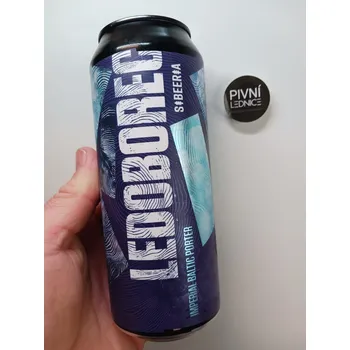 LEDOBOREC
SIBEERIA
IMPERIAL BALTIC PORTER
PIVNÍ
LEDNICE